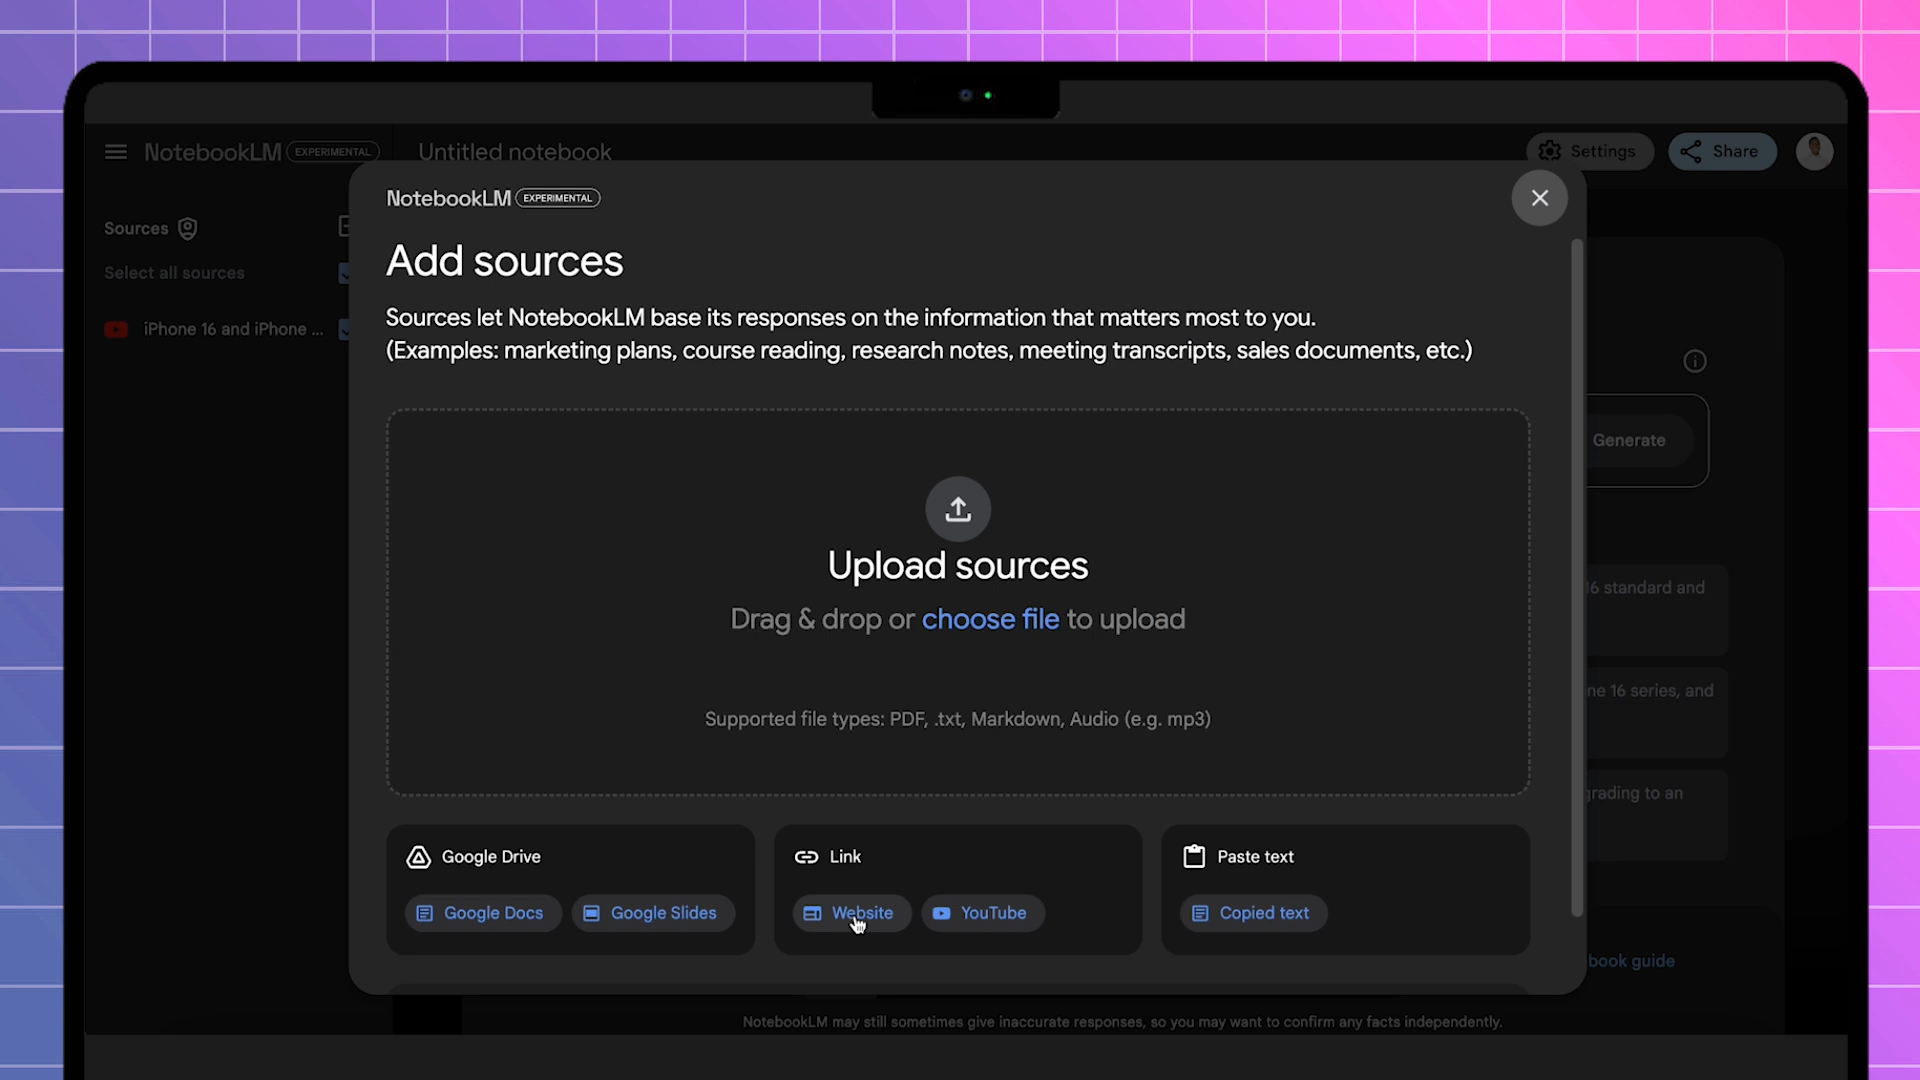 NotebookLM EXPERIMENTAL
Untitled notebook
Settings
Share
Sources
Select all sources
iPhone 16 and iPhone ...
NotebookLM EXPERIMENTAL
Add sources
Sources let NotebookLM base its responses on the information that matters most to you.
(Examples: marketing plans, course reading, research notes, meeting transcripts, sales documents, etc.)
Upload sources
Drag & drop or choose file to upload
Supported file types: PDF, .txt, Markdown, Audio (e.g. mp3)
Google Drive
Google Docs
Google Slides
Link
Website
YouTube
Paste text
Copied text
Generate
16 standard and
ne 16 series, and
grading to an
book guide
NotebookLM may still sometimes give inaccurate responses, so you may want to confirm any facts independently.